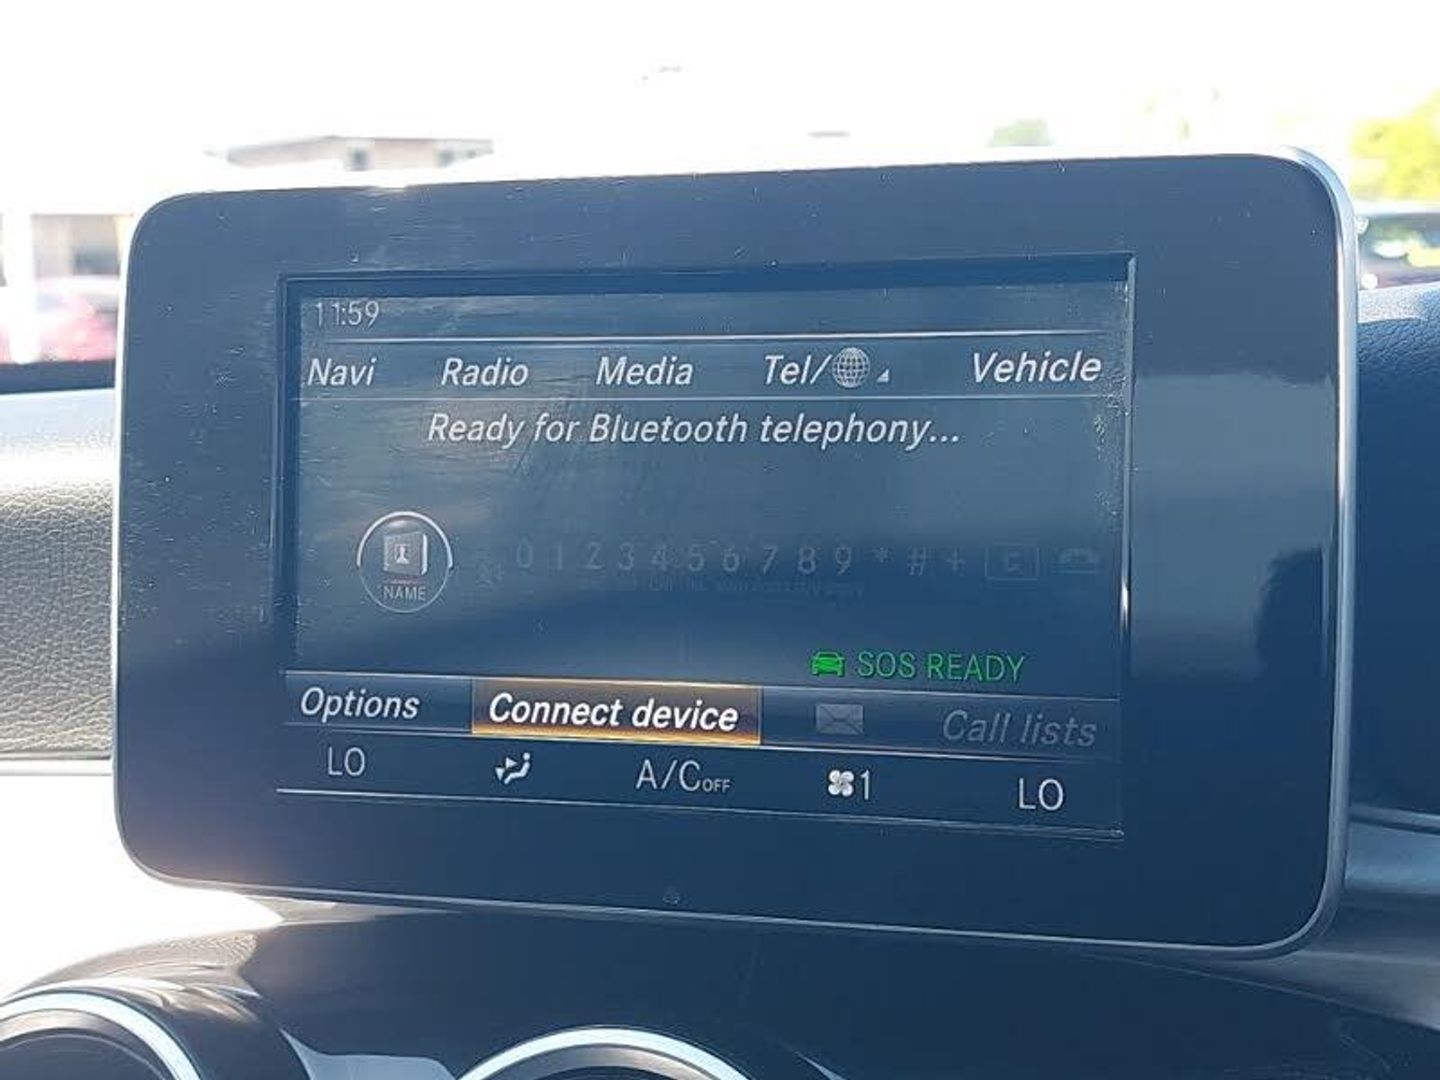 11:59
Navi Radio Media Tel/ Vehicle
Ready for Bluetooth telephony...
NAME 0 1 2 3 4 5 6 7 8 9 * # + C
SOS READY
Options Connect device Call lists
LO A/C OFF 1 LO